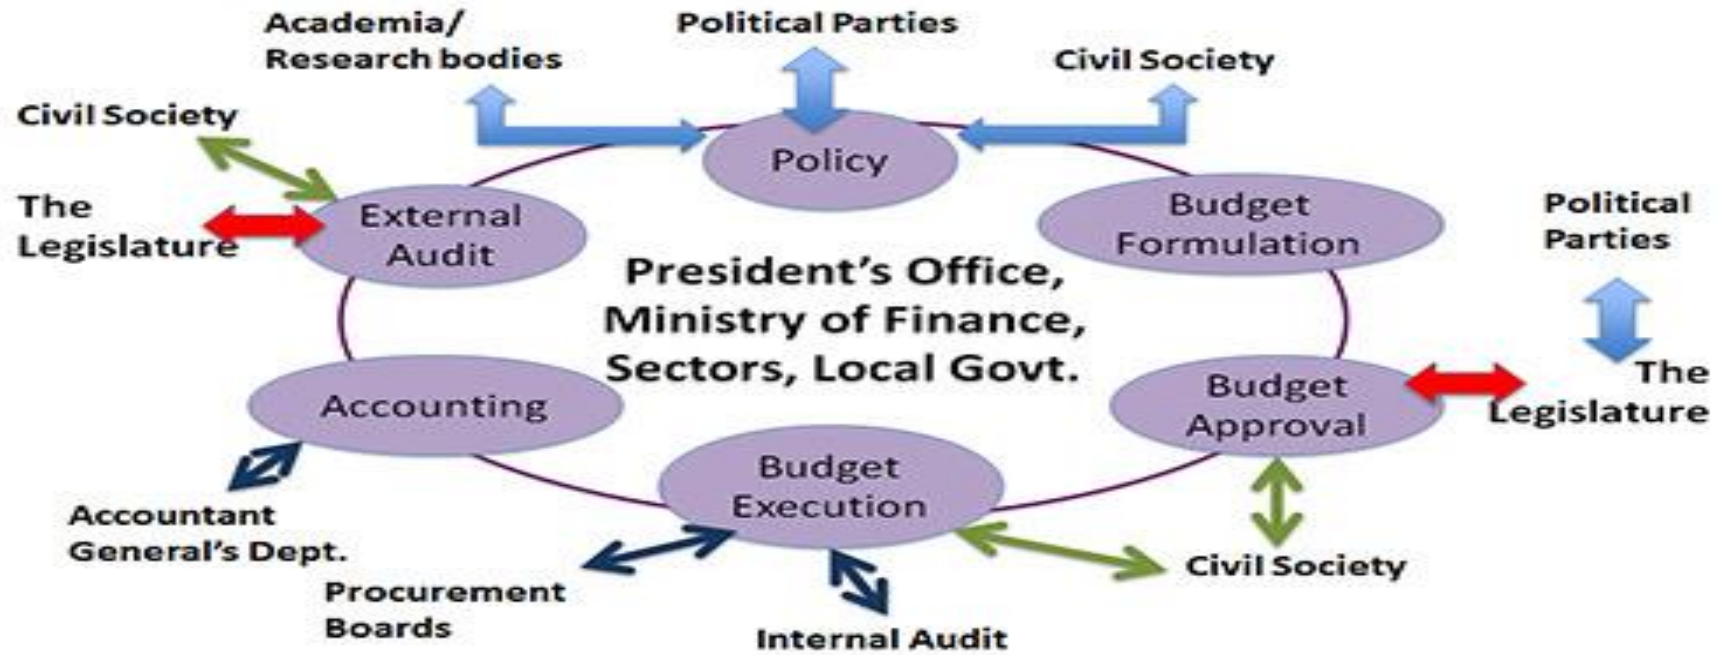 Academia/
Research bodies
Political Parties
Civil Society
Civil Society
The
Legislature
External
Audit
Policy
Budget
Formulation
Political
Parties
President's Office,
Ministry of Finance,
Sectors, Local Govt.
Accounting
Budget
Approval
The
Legislature
Budget
Execution
Accountant
General's Dept.
Procurement
Boards
Internal Audit
Civil Society